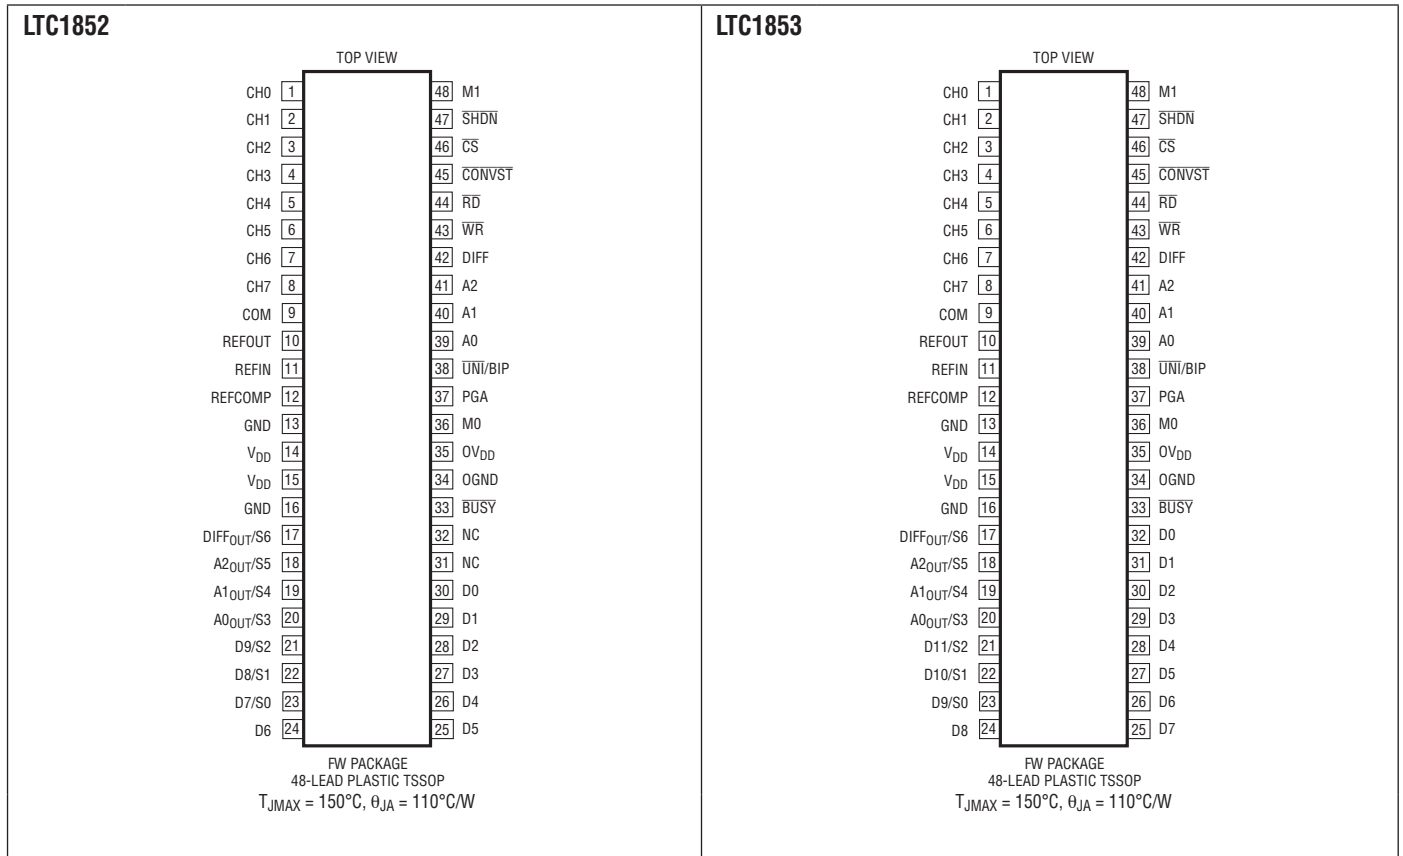 LTC1852
TOP VIEW
CH0 1 48 M1
CH1 2 47 SHDN
CH2 3 46 CS
CH3 4 45 CONVST
CH4 5 44 RD
CH5 6 43 WR
CH6 7 42 DIFF
CH7 8 41 A2
COM 9 40 A1
REFOUT 10 39 A0
REFIN 11 38 UNI/BIP
REFCOMP 12 37 PGA
GND 13 36 M0
VDD 14 35 OVDD
VDD 15 34 OGND
GND 16 33 BUSY
DIFFOUT/S6 17 32 NC
A2OUT/S5 18 31 NC
A1OUT/S4 19 30 D0
A0OUT/S3 20 29 D1
D9/S2 21 28 D2
D8/S1 22 27 D3
D7/S0 23 26 D4
D6 24 25 D5
FW PACKAGE
48-LEAD PLASTIC TSSOP
TJMAX = 150°C, θJA = 110°C/W
LTC1853
TOP VIEW
CH0 1 48 M1
CH1 2 47 SHDN
CH2 3 46 CS
CH3 4 45 CONVST
CH4 5 44 RD
CH5 6 43 WR
CH6 7 42 DIFF
CH7 8 41 A2
COM 9 40 A1
REFOUT 10 39 A0
REFIN 11 38 UNI/BIP
REFCOMP 12 37 PGA
GND 13 36 M0
VDD 14 35 OVDD
VDD 15 34 OGND
GND 16 33 BUSY
DIFFOUT/S6 17 32 D0
A2OUT/S5 18 31 D1
A1OUT/S4 19 30 D2
A0OUT/S3 20 29 D3
D11/S2 21 28 D4
D10/S1 22 27 D5
D9/S0 23 26 D6
D8 24 25 D7
FW PACKAGE
48-LEAD PLASTIC TSSOP
TJMAX = 150°C, θJA = 110°C/W